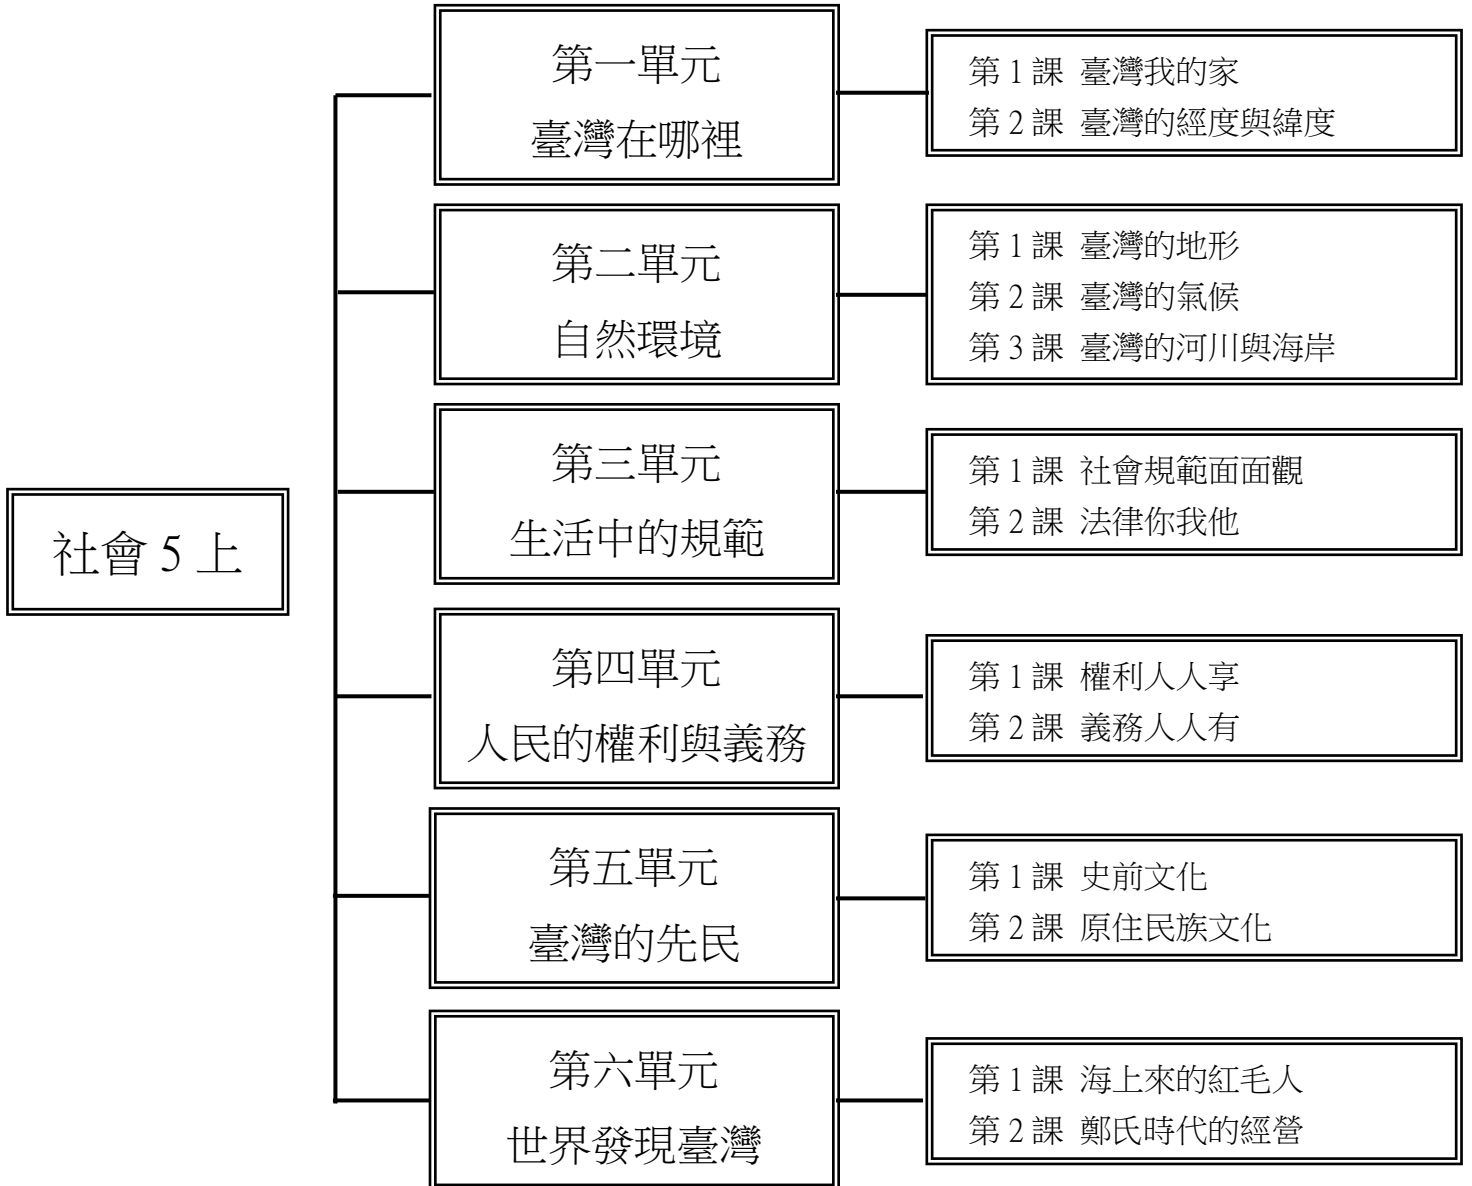 社會 5 上
第一單元
臺灣在哪裡
第 1 課 臺灣我的家
第 2 課 臺灣的經度與緯度
第二單元
自然環境
第 1 課 臺灣的地形
第 2 課 臺灣的氣候
第 3 課 臺灣的河川與海岸
第三單元
生活中的規範
第 1 課 社會規範面面觀
第 2 課 法律你我他
第四單元
人民的權利與義務
第 1 課 權利人人享
第 2 課 義務人人有
第五單元
臺灣的先民
第 1 課 史前文化
第 2 課 原住民族文化
第六單元
世界發現臺灣
第 1 課 海上來的紅毛人
第 2 課 鄭氏時代的經營